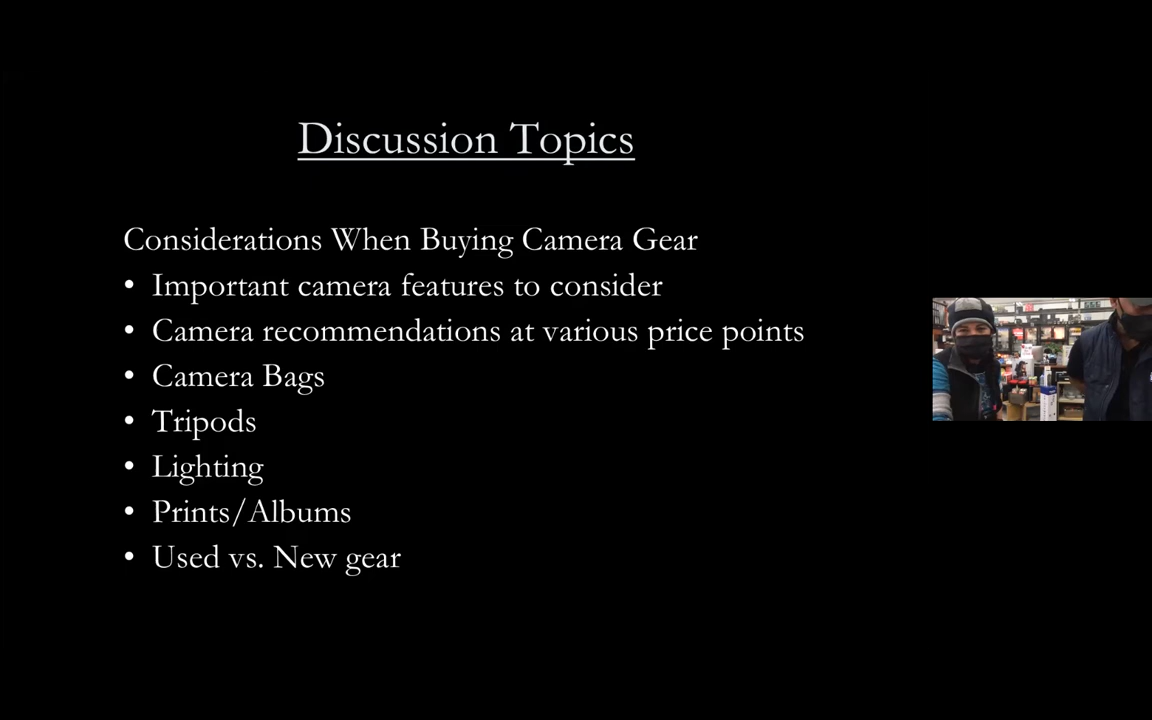 Discussion Topics
Considerations When Buying Camera Gear
• Important camera features to consider
• Camera recommendations at various price points
• Camera Bags
• Tripods
• Lighting
• Prints/Albums
• Used vs. New gear